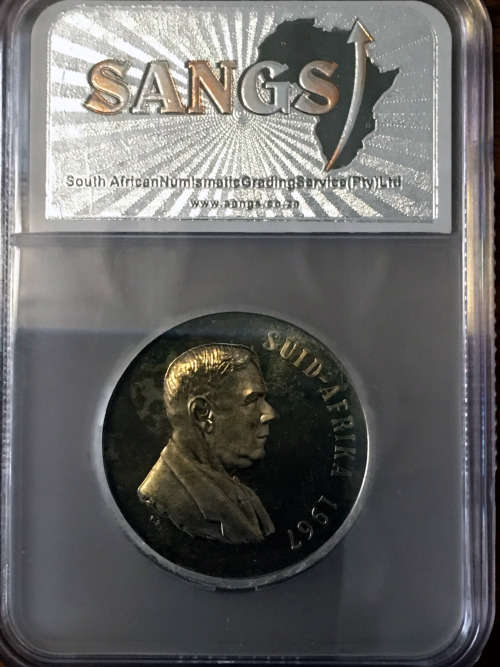 SANGS
South AfricanNumismaticGradingService(Pty)Ltd
www.sangs.co.za
SUID-AFRIKA 1967